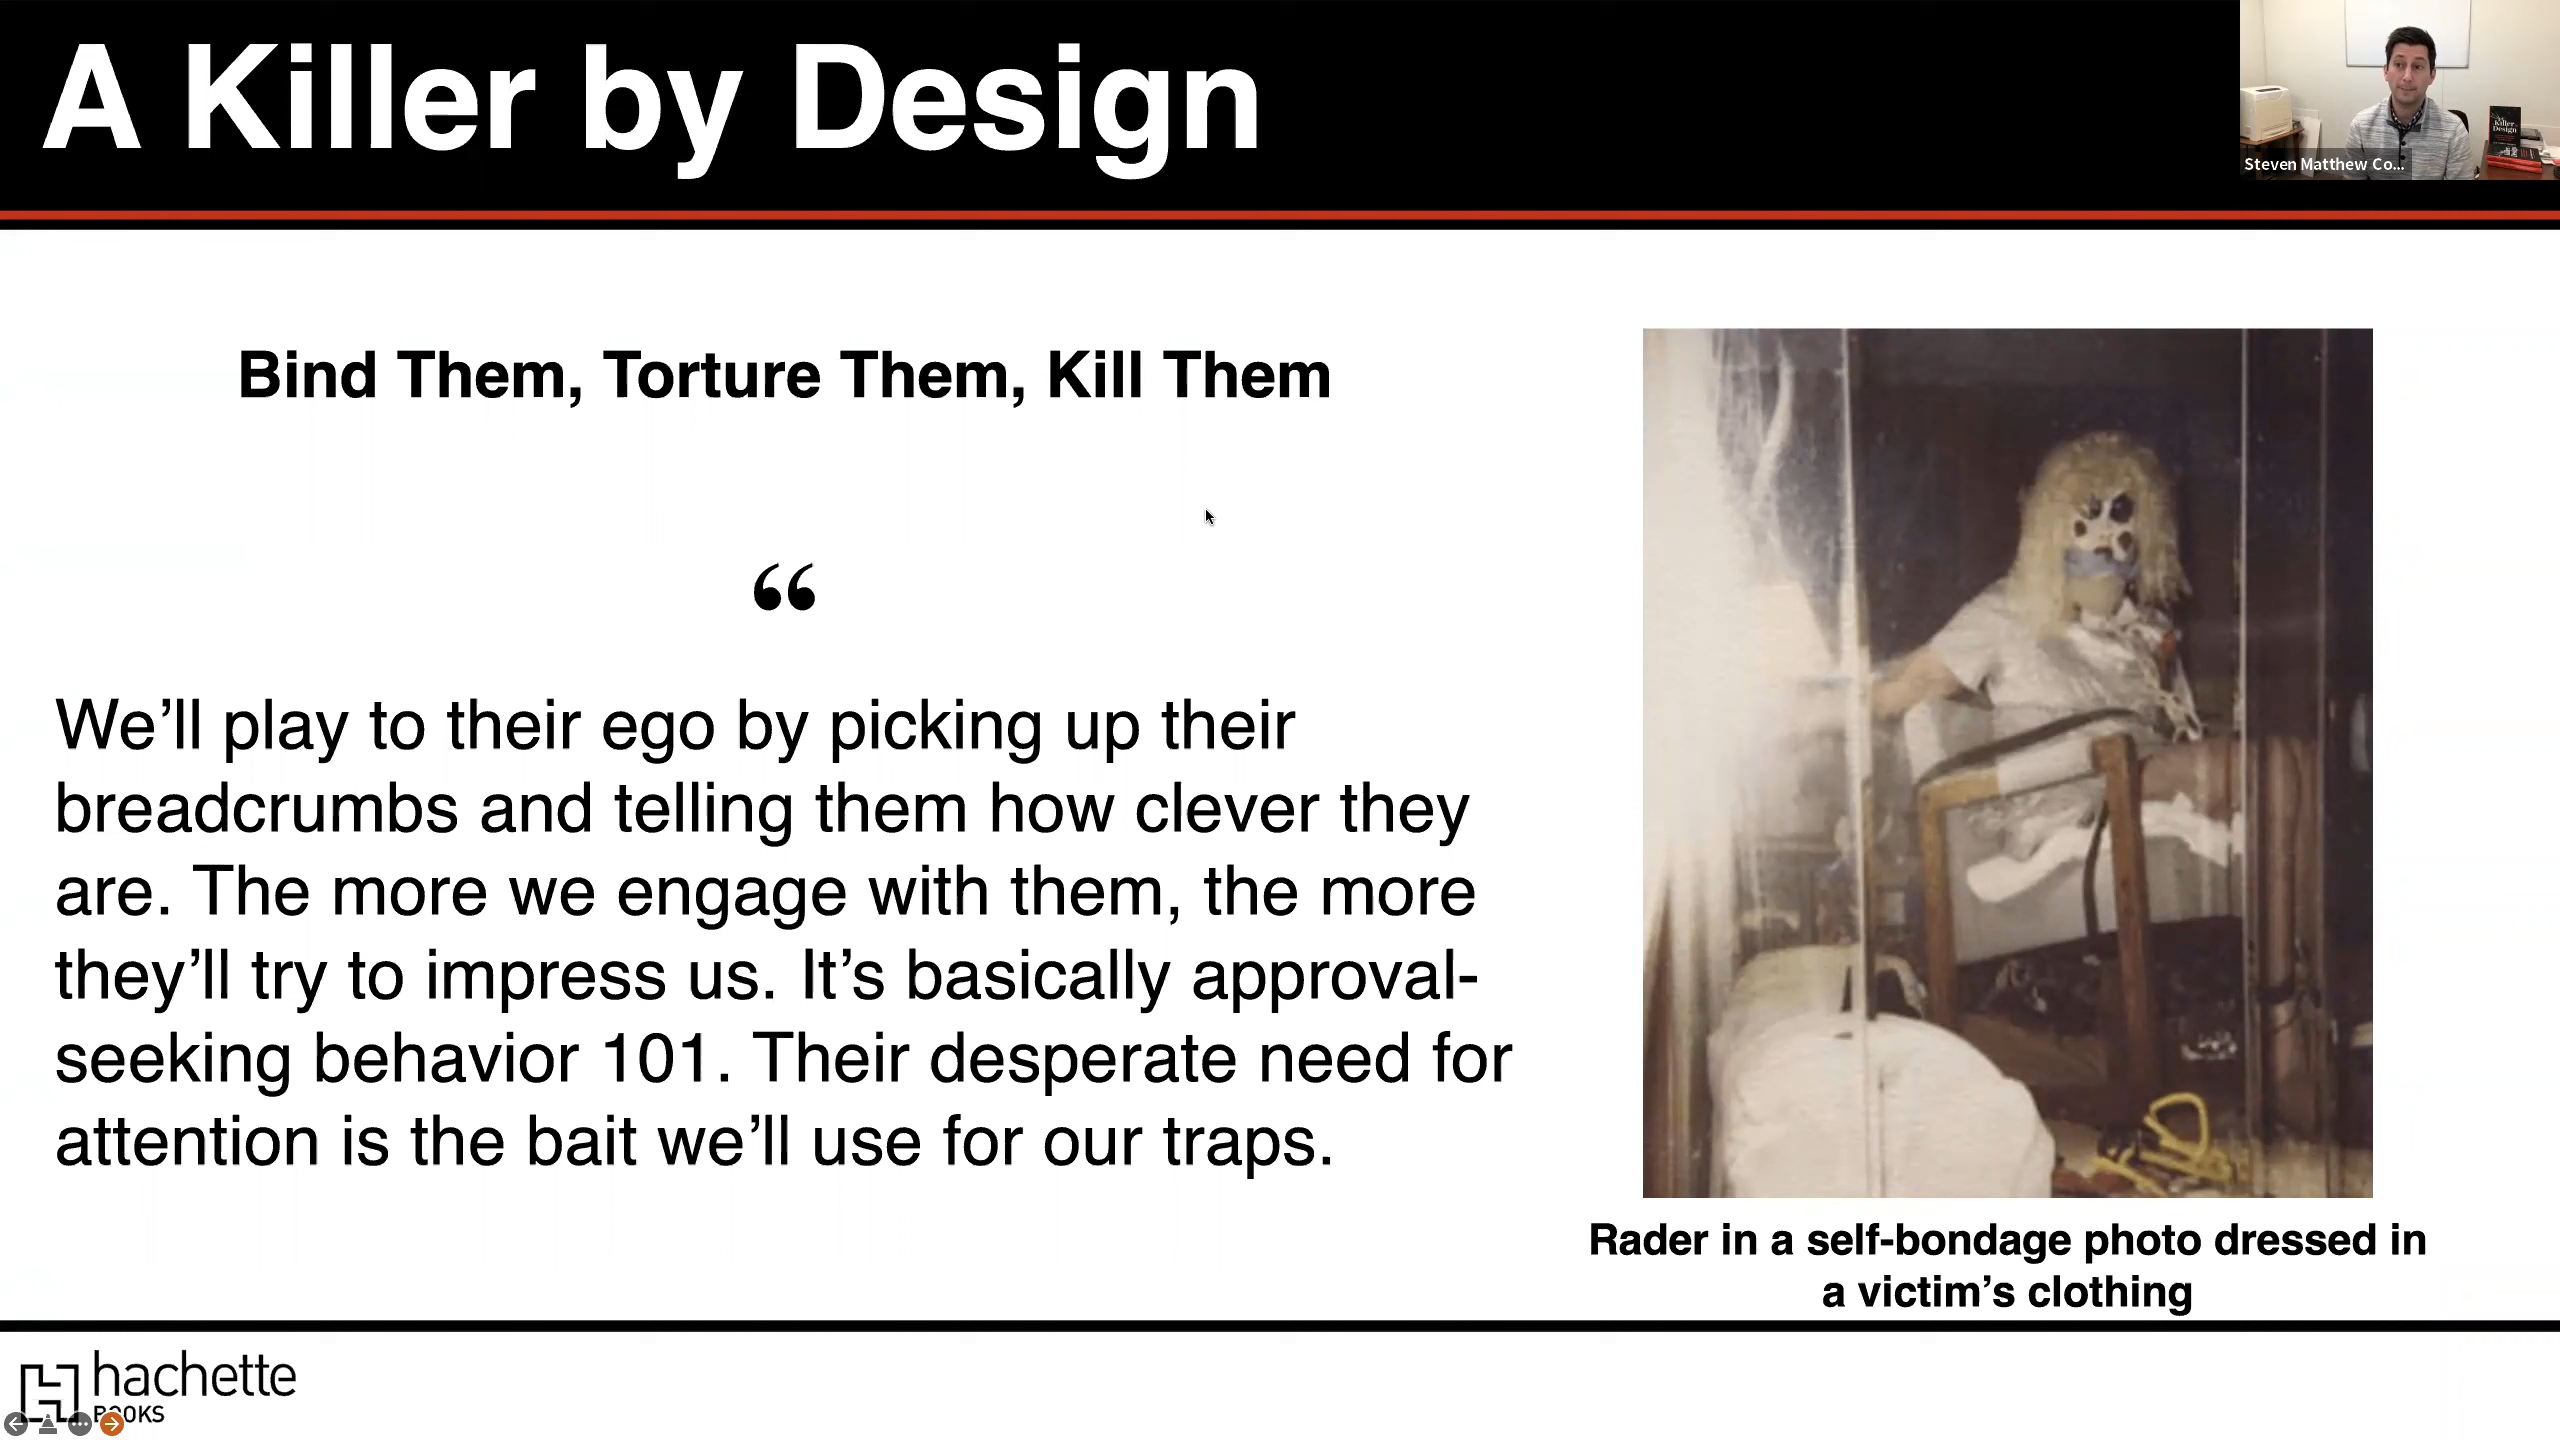 A Killer by Design
Steven Matthew Co...
Killer
Design
Bind Them, Torture Them, Kill Them
“
We’ll play to their ego by picking up their
breadcrumbs and telling them how clever they
are. The more we engage with them, the more
they’ll try to impress us. It’s basically approval-
seeking behavior 101. Their desperate need for
attention is the bait we’ll use for our traps.
Rader in a self-bondage photo dressed in
a victim’s clothing
hachette
BOOKS